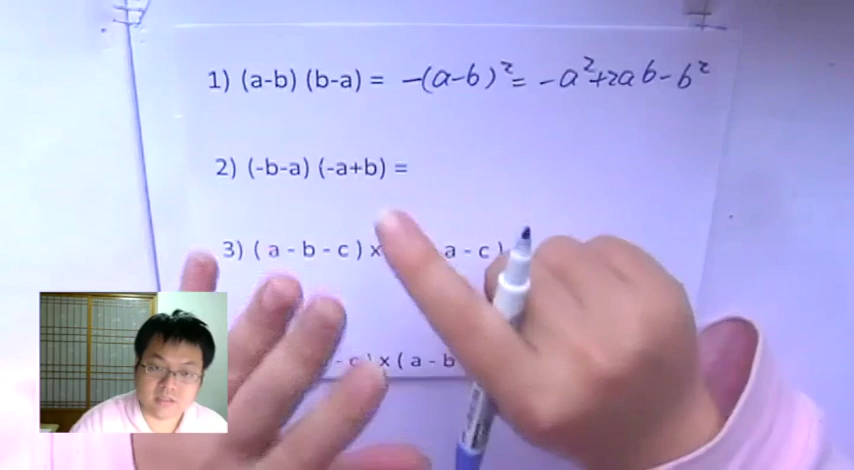 1) (a-b) (b-a) = -(a-b)² = -a²+2ab-b²
2) (-b-a) (-a+b) =
3) ( a - b - c ) x a - c )
- c ) x ( a - b